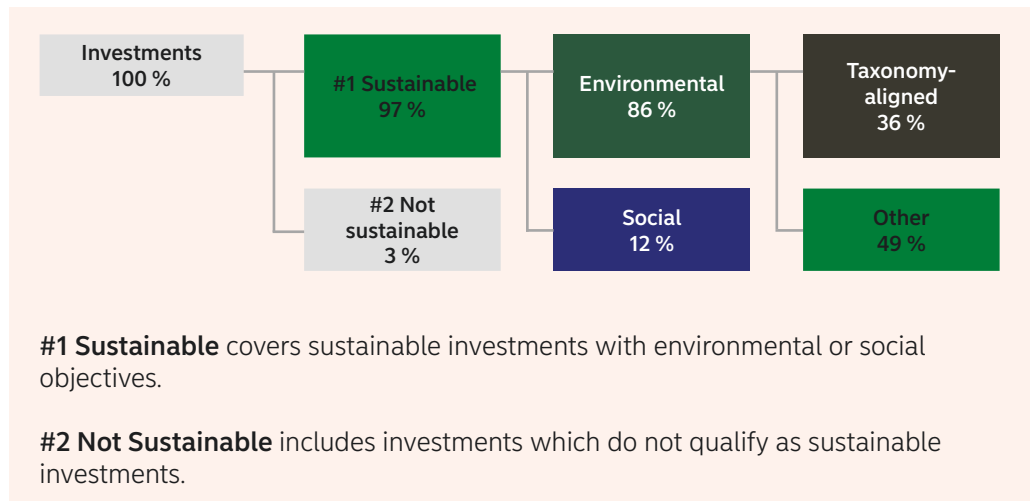 Investments
100 %
#1 Sustainable
97 %
Environmental
86 %
Taxonomy-
aligned
36 %
#2 Not
sustainable
3 %
Social
12 %
Other
49 %
#1 Sustainable covers sustainable investments with environmental or social
objectives.
#2 Not Sustainable includes investments which do not qualify as sustainable
investments.